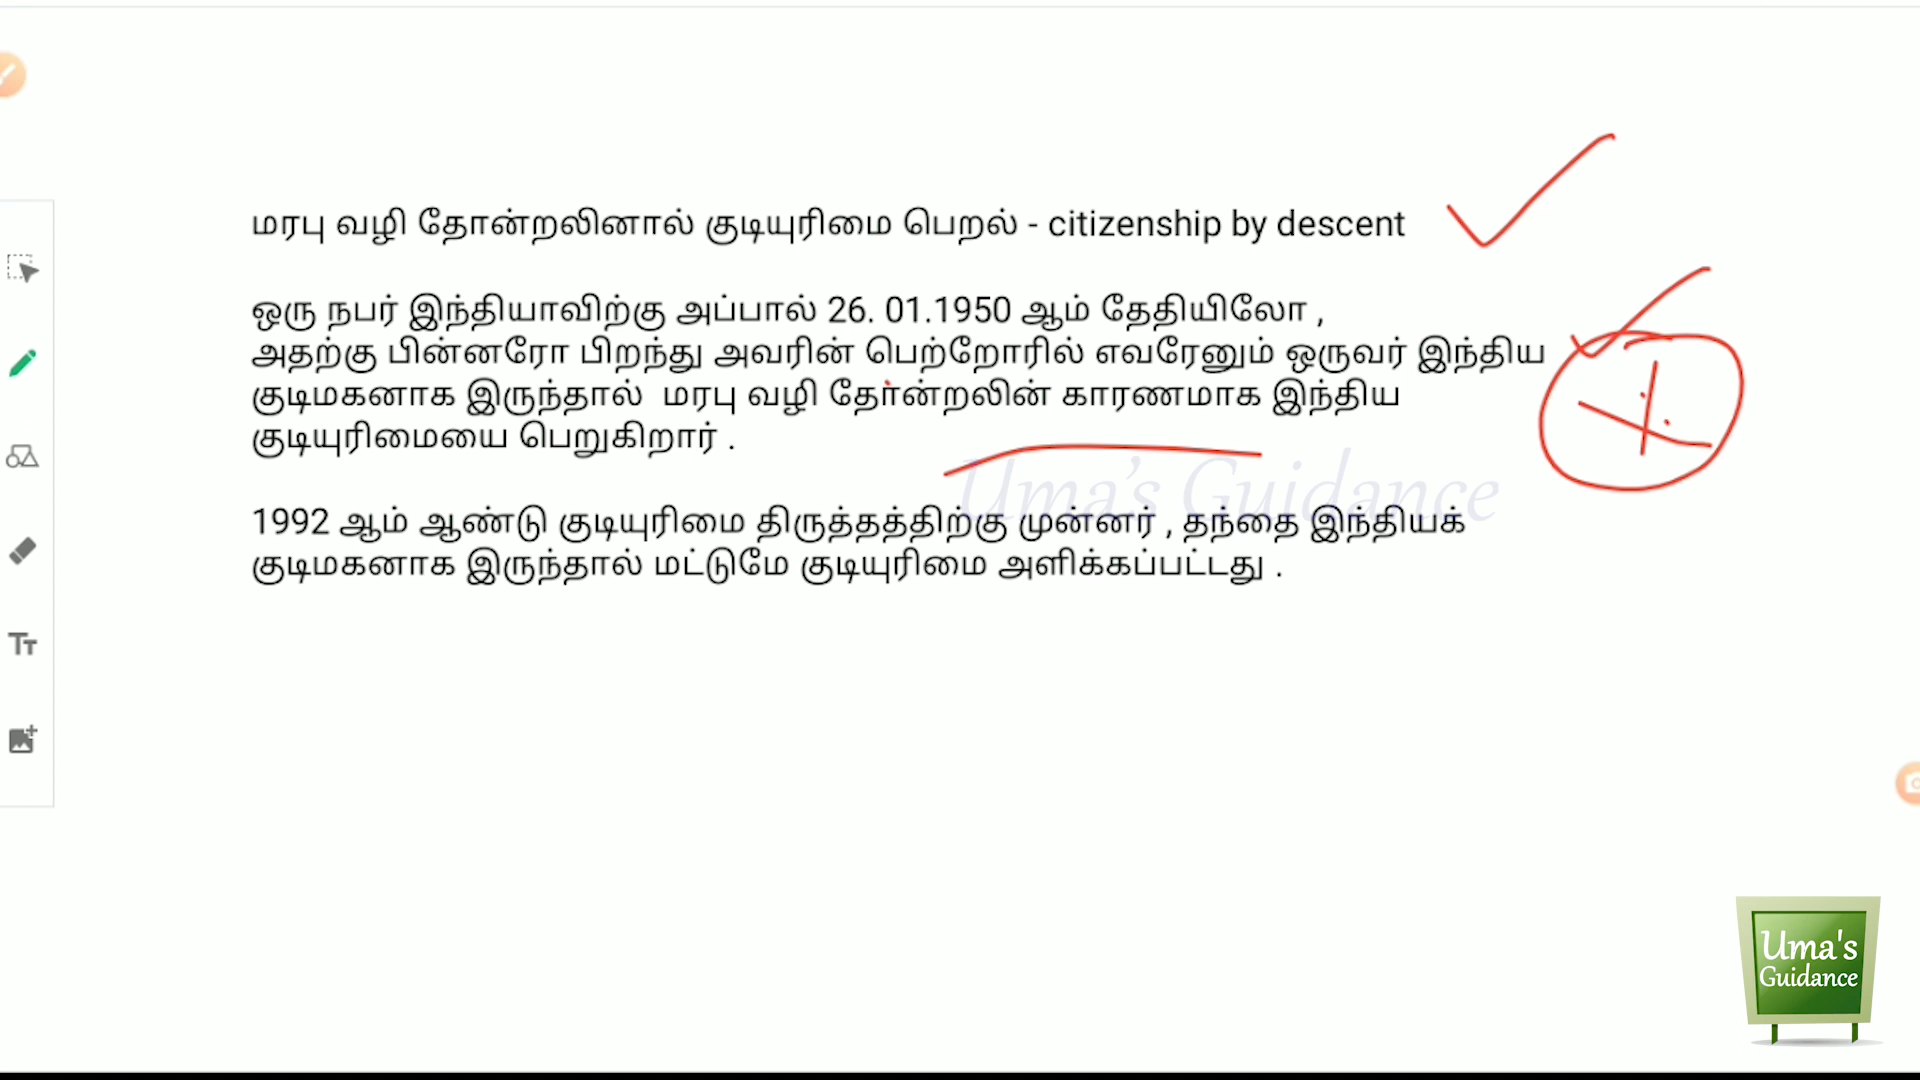 மரபு வழி தோன்றலினால் குடியுரிமை பெறல் - citizenship by descent
ஒரு நபர் இந்தியாவிற்கு அப்பால் 26. 01.1950 ஆம் தேதியிலோ ,
அதற்கு பின்னரோ பிறந்து அவரின் பெற்றோரில் எவரேனும் ஒருவர் இந்திய
குடிமகனாக இருந்தால்  மரபு வழி தோன்றலின் காரணமாக இந்திய
குடியுரிமையை பெறுகிறார் .
Uma's Guidance
1992 ஆம் ஆண்டு குடியுரிமை திருத்தத்திற்கு முன்னர் , தந்தை இந்தியக்
குடிமகனாக இருந்தால் மட்டுமே குடியுரிமை அளிக்கப்பட்டது .
Tт
Uma's
Guidance